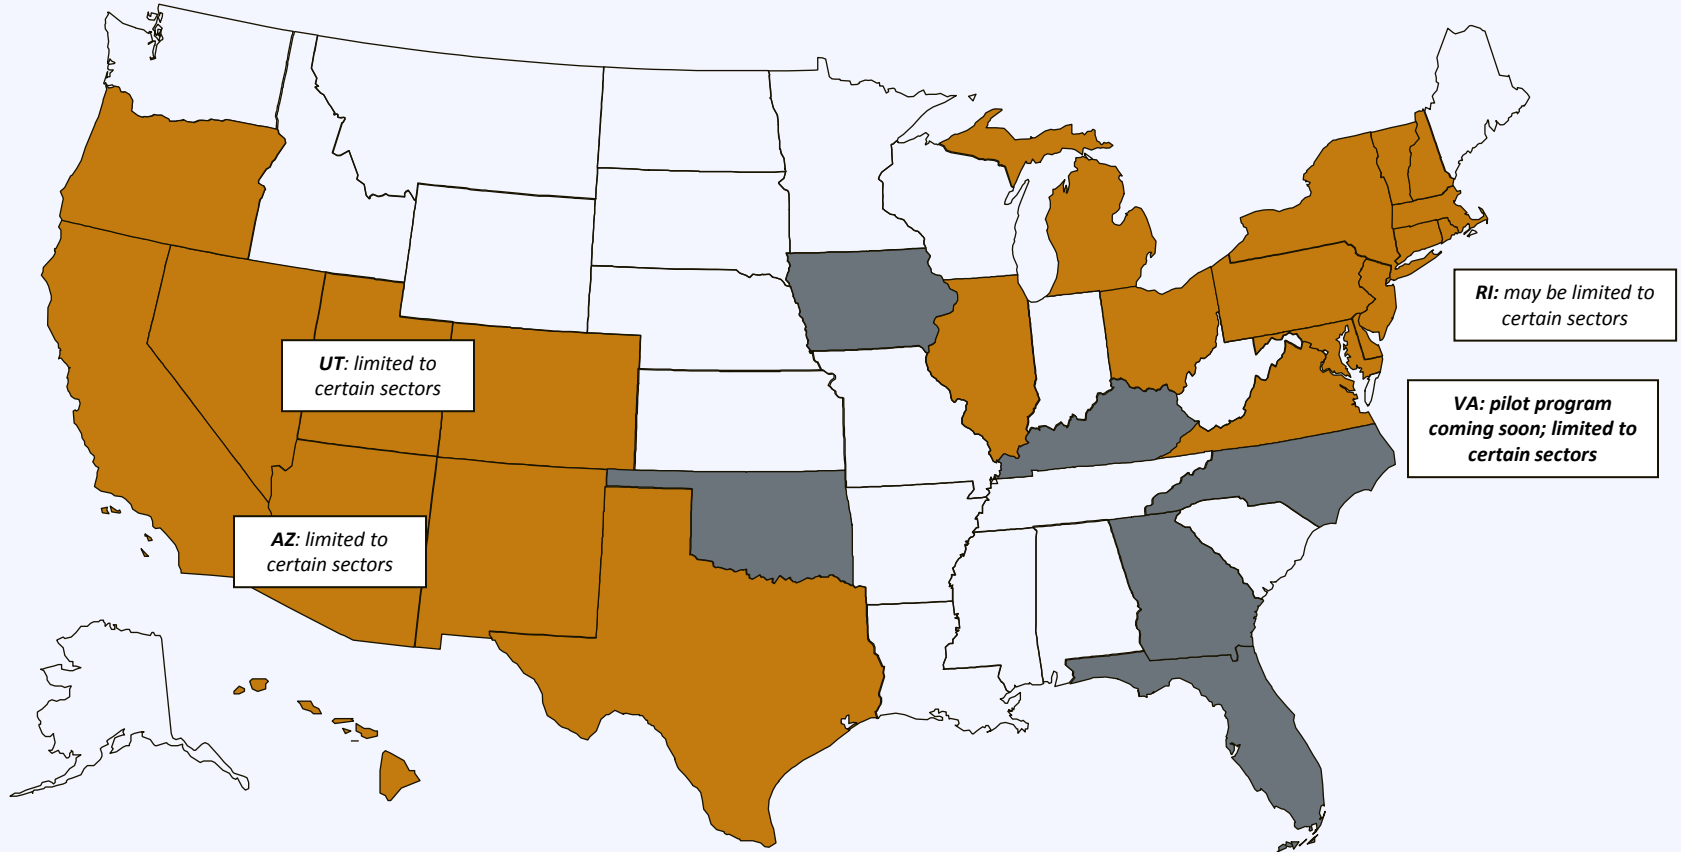 UT: limited to
certain sectors
AZ: limited to
certain sectors
RI: may be limited to
certain sectors
VA: pilot program
coming soon; limited to
certain sectors